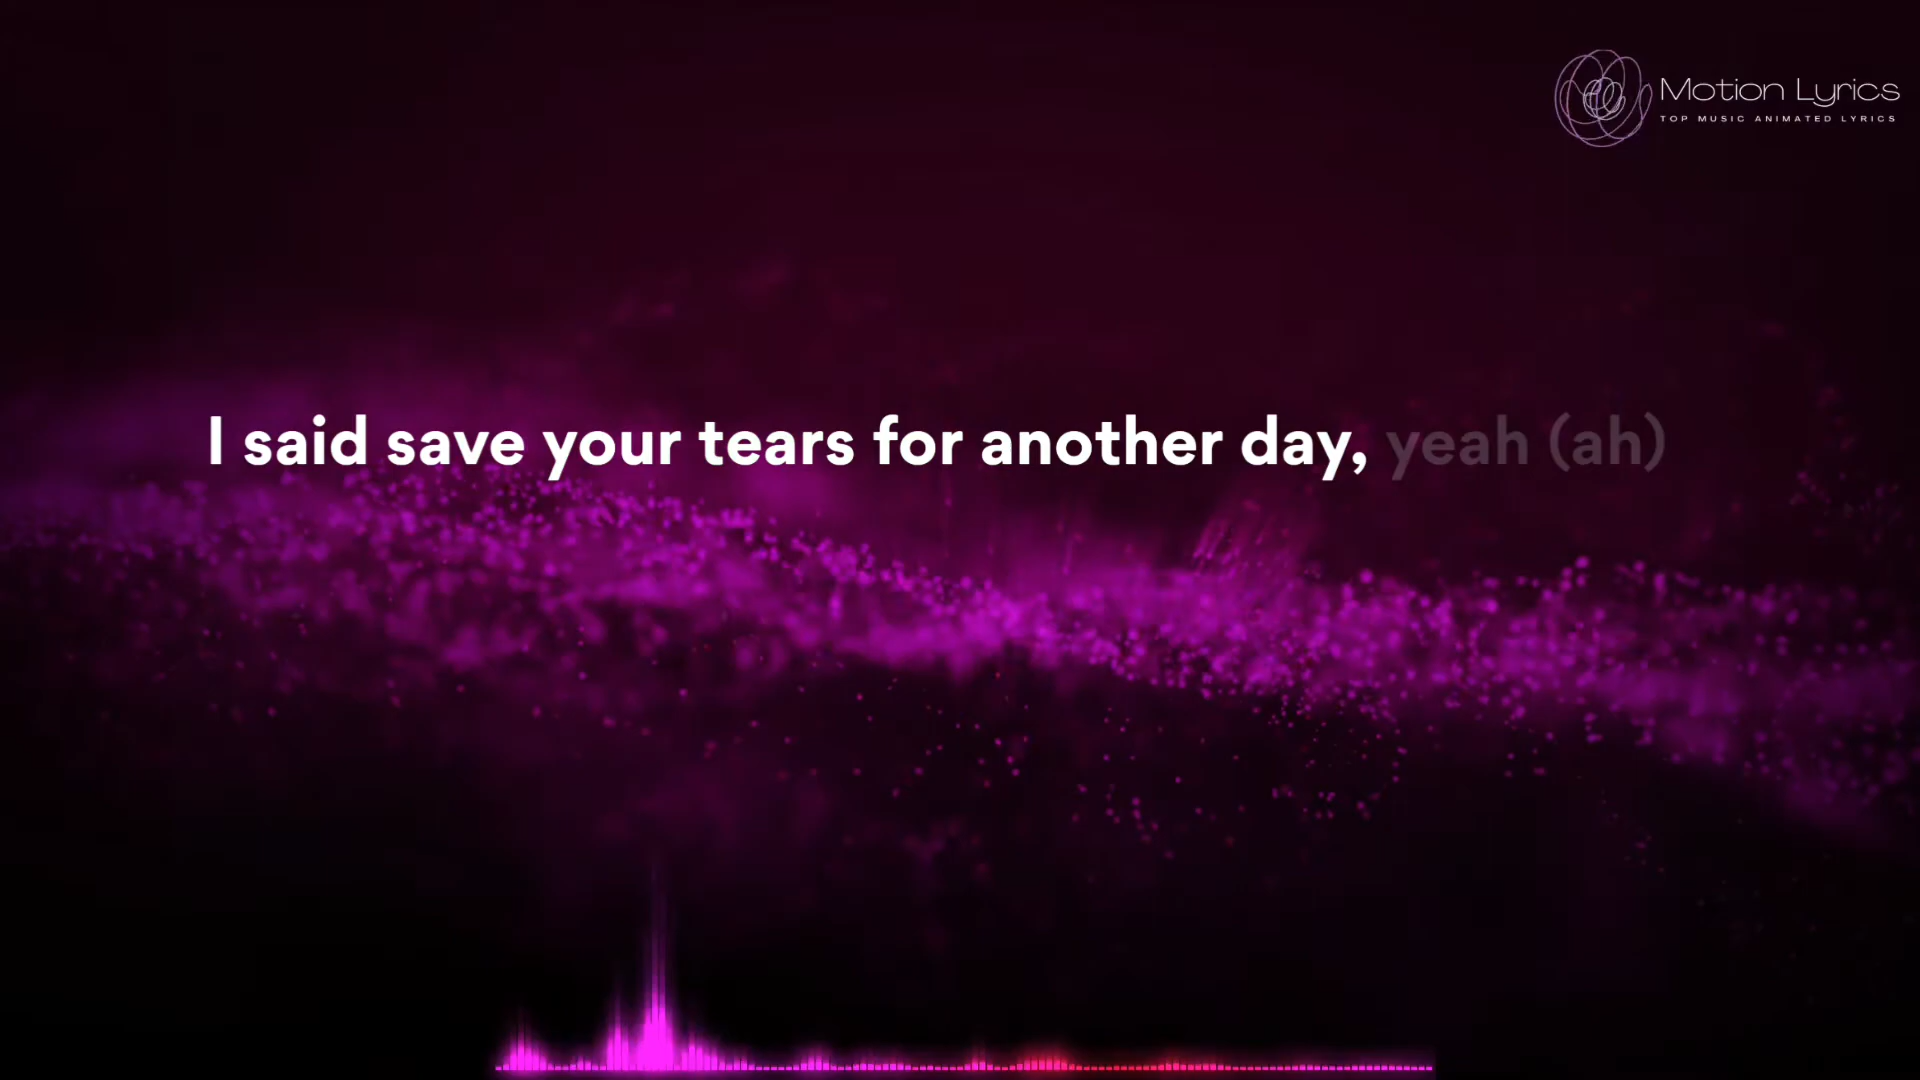 Motion Lyrics
TOP MUSIC ANIMATED LYRICS
I said save your tears for another day, yeah (ah)